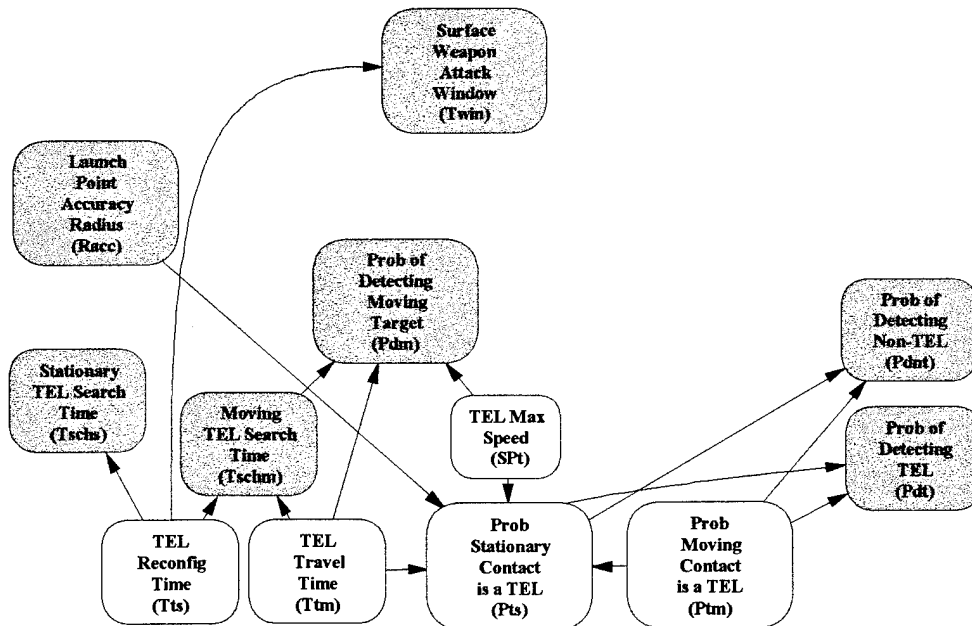 Surface
Weapon
Attack
Window
(Twin)
Launch
Point
Accuracy
Radius
(Racc)
Prob of
Detecting
Moving
Target
(Pdm)
Prob of
Detecting
Non-TEL
(Pdnt)
Stationary
TEL Search
Time
(Tschs)
Moving
TEL Search
Time
(Tschm)
TEL Max
Speed
(SPt)
Prob of
Detecting
TEL
(Pdt)
TEL
Reconfig
Time
(Tts)
TEL
Travel
Time
(Ttm)
Prob
Stationary
Contact
is a TEL
(Pts)
Prob
Moving
Contact
is a TEL
(Ptm)